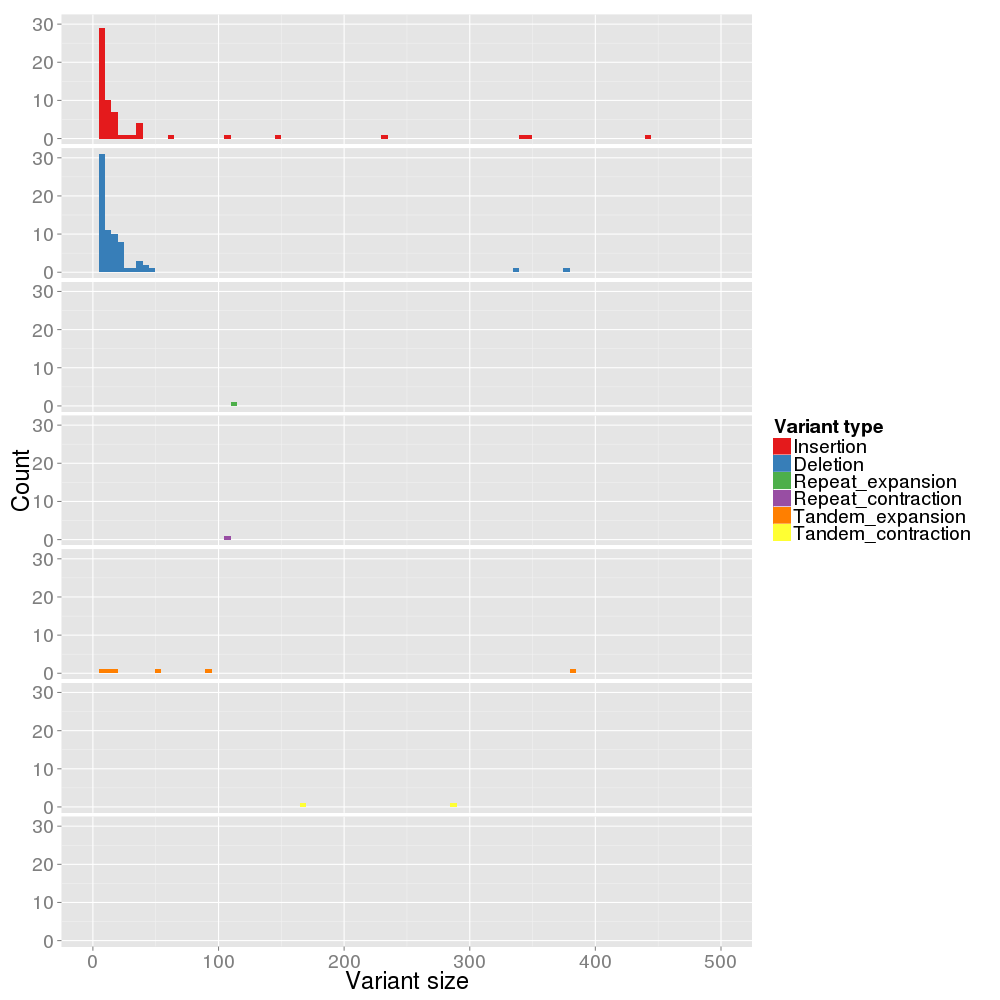 30
20
10
0
30
20
10
0
30
20
10
0
30
20
10
0
30
20
10
0
30
20
10
0
30
20
10
0
Count
0 100 200 300 400 500
Variant size
Variant type
Insertion
Deletion
Repeat_expansion
Repeat_contraction
Tandem_expansion
Tandem_contraction